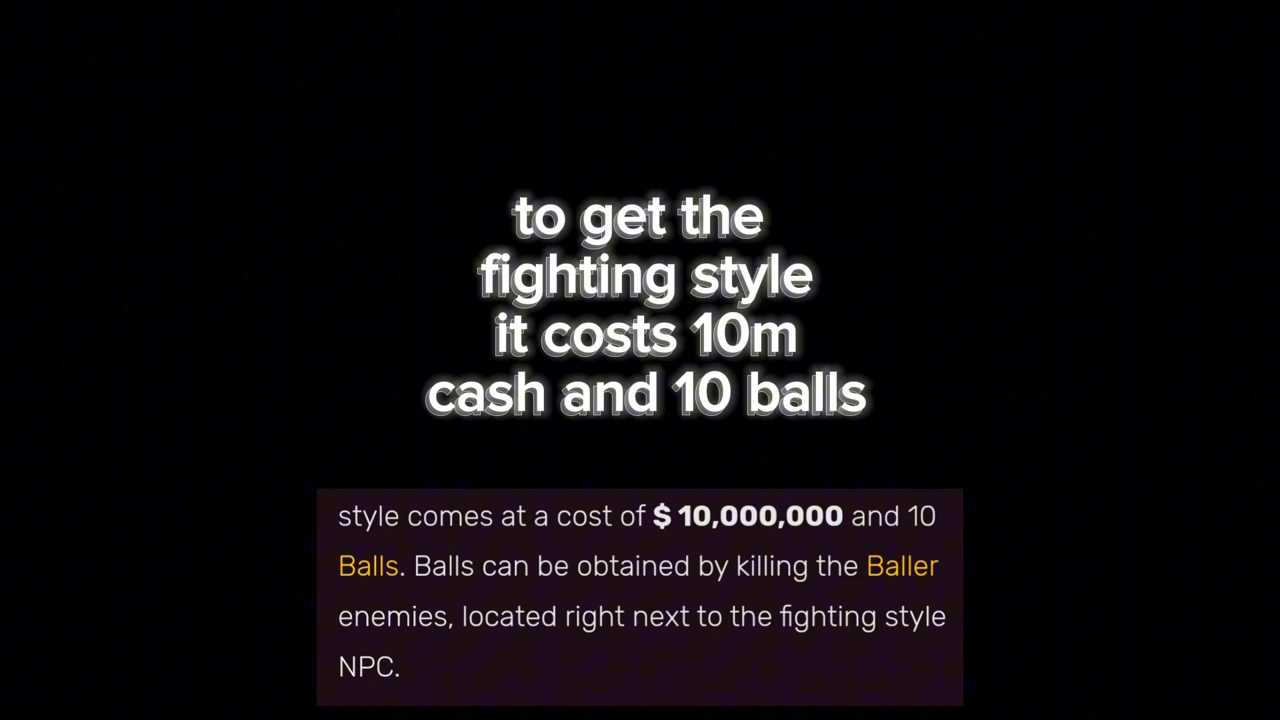 to get the
fighting style
it costs 10m
cash and 10 balls
style comes at a cost of $ 10,000,000 and 10
Balls. Balls can be obtained by killing the Baller
enemies, located right next to the fighting style
NPC.